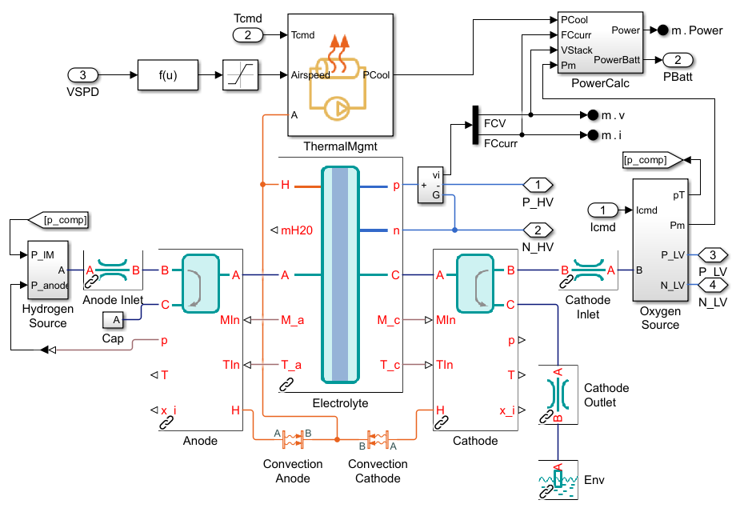 Tcmd
2
Tcmd
3
VSPD
f(u)
Airspeed
PCool
A
ThermalMgmt
PCool
FCcurr
VStack
Pm
Power
PowerBatt
PowerCalc
m.Power
2
PBatt
FCV
FCcurr
m.v
m.i
[p_comp]
vi
+
-
G
1
P_HV
2
N_HV
1
Icmd
Icmd
pT
Pm
P_LV
N_LV
B
3
P_LV
4
N_LV
Oxygen
Source
H
p
mH20
n
A
C
M_a
M_c
T_a
T_c
Electrolyte
[p_comp]
P_IM
A
P_anode
Hydrogen
Source
A
B
Anode Inlet
A
Cap
B
A
C
MIn
p
TIn
T
x_i
H
Anode
A
B
Convection
Anode
B
A
Convection
Cathode
A
B
C
MIn
p
TIn
T
H
x_i
Cathode
B
A
Cathode
Inlet
A
B
Cathode
Outlet
A
Env